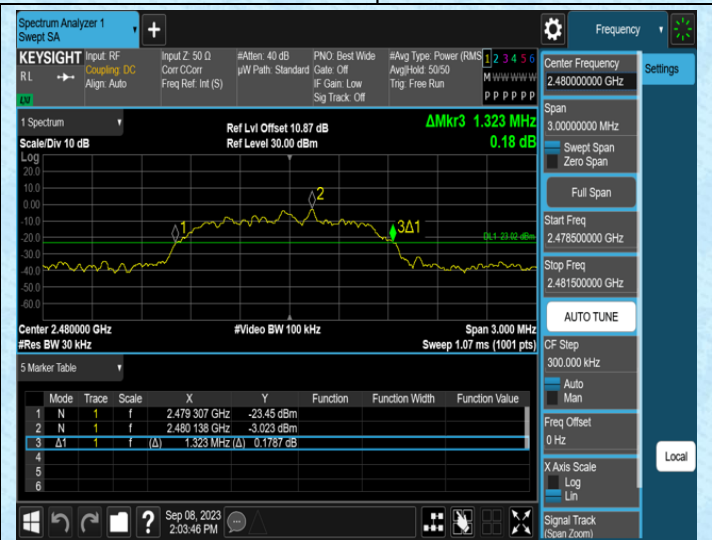 Spectrum Analyzer 1
Swept SA
+
Frequency
KEYSIGHT
Input: RF
Input Z: 50 Ω
#Atten: 40 dB
PNO: Best Wide
#Avg Type: Power (RMS
1 2 3 4 5 6
RL
Coupling: DC
Corr CCorr
µW Path: Standard
Gate: Off
Avg|Hold: 50/50
M W W W W W
Align: Auto
Freq Ref: Int (S)
IF Gain: Low
Trig: Free Run
Sig Track: Off
P P P P P P
LXI
Center Frequency
2.480000000 GHz
Settings
Span
3.00000000 MHz
Swept Span
Zero Span
Full Span
Start Freq
2.478500000 GHz
Stop Freq
2.481500000 GHz
AUTO TUNE
CF Step
300.000 kHz
Auto
Man
Freq Offset
0 Hz
X Axis Scale
Log
Lin
Signal Track
(Span Zoom)
Local
1 Spectrum
Ref Lvl Offset 10.87 dB
ΔMkr3 1.323 MHz
Scale/Div 10 dB
Ref Level 30.00 dBm
0.18 dB
Log
20.0
10.0
0.00
-10.0
-20.0
-30.0
-40.0
-50.0
-60.0
1
2
3Δ1
DL1 -23.02 dBm
Center 2.480000 GHz
#Video BW 100 kHz
Span 3.000 MHz
#Res BW 30 kHz
Sweep 1.07 ms (1001 pts)
5 Marker Table
Mode Trace Scale X Y Function Function Width Function Value
1 N 1 f 2.479 307 GHz -23.45 dBm
2 N 1 f 2.480 138 GHz -3.023 dBm
3 Δ1 1 f (Δ) 1.323 MHz (Δ) 0.1787 dB
4
5
6
?
Sep 08, 2023
2:03:46 PM